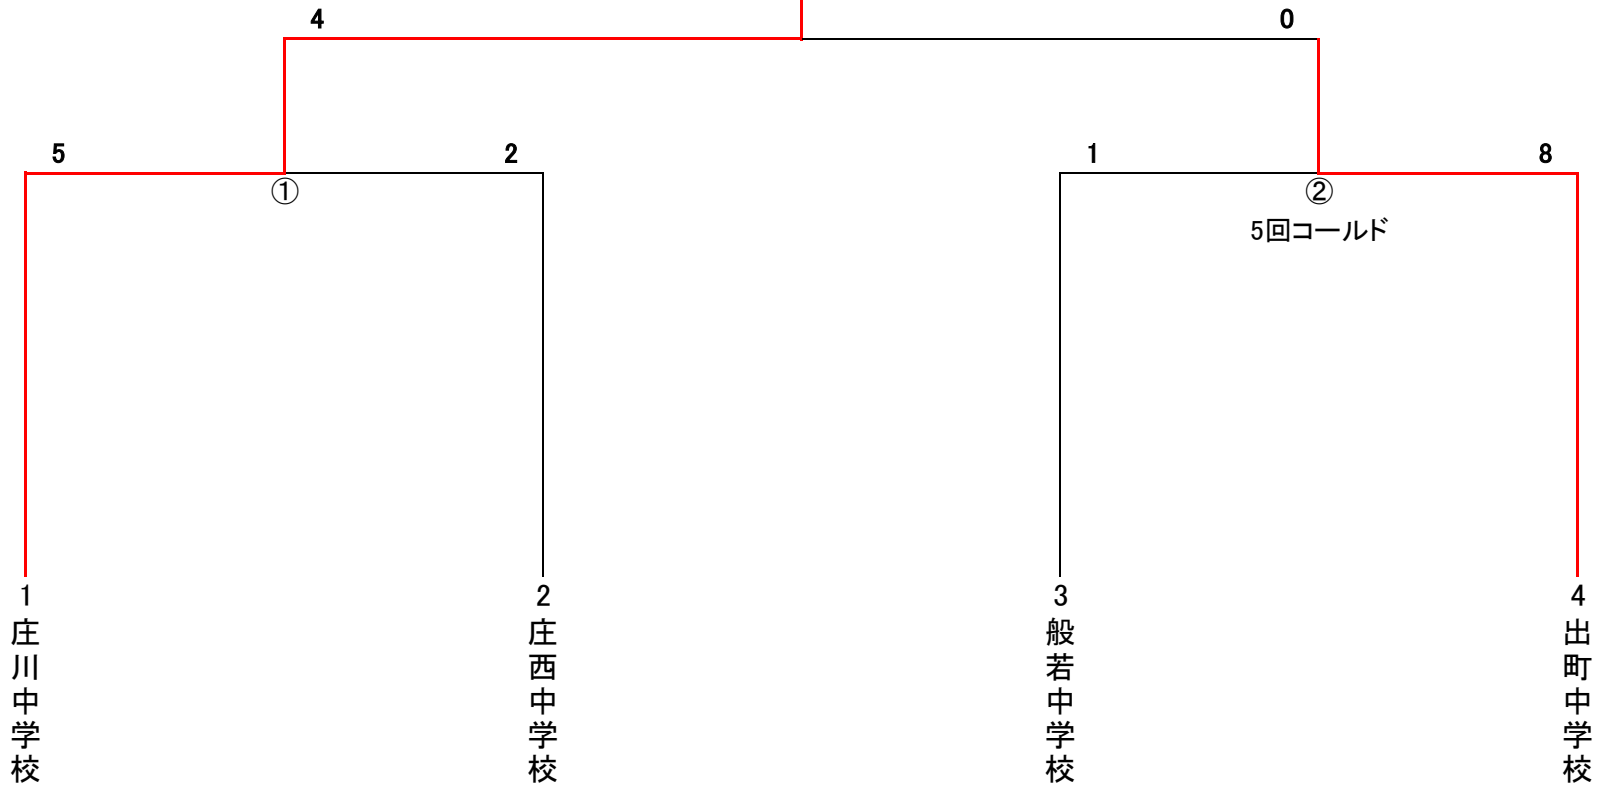 4 0
5 2 1 8
① ②
5回コールド
1 2 3 4
庄川中学校
庄西中学校
般若中学校
出町中学校